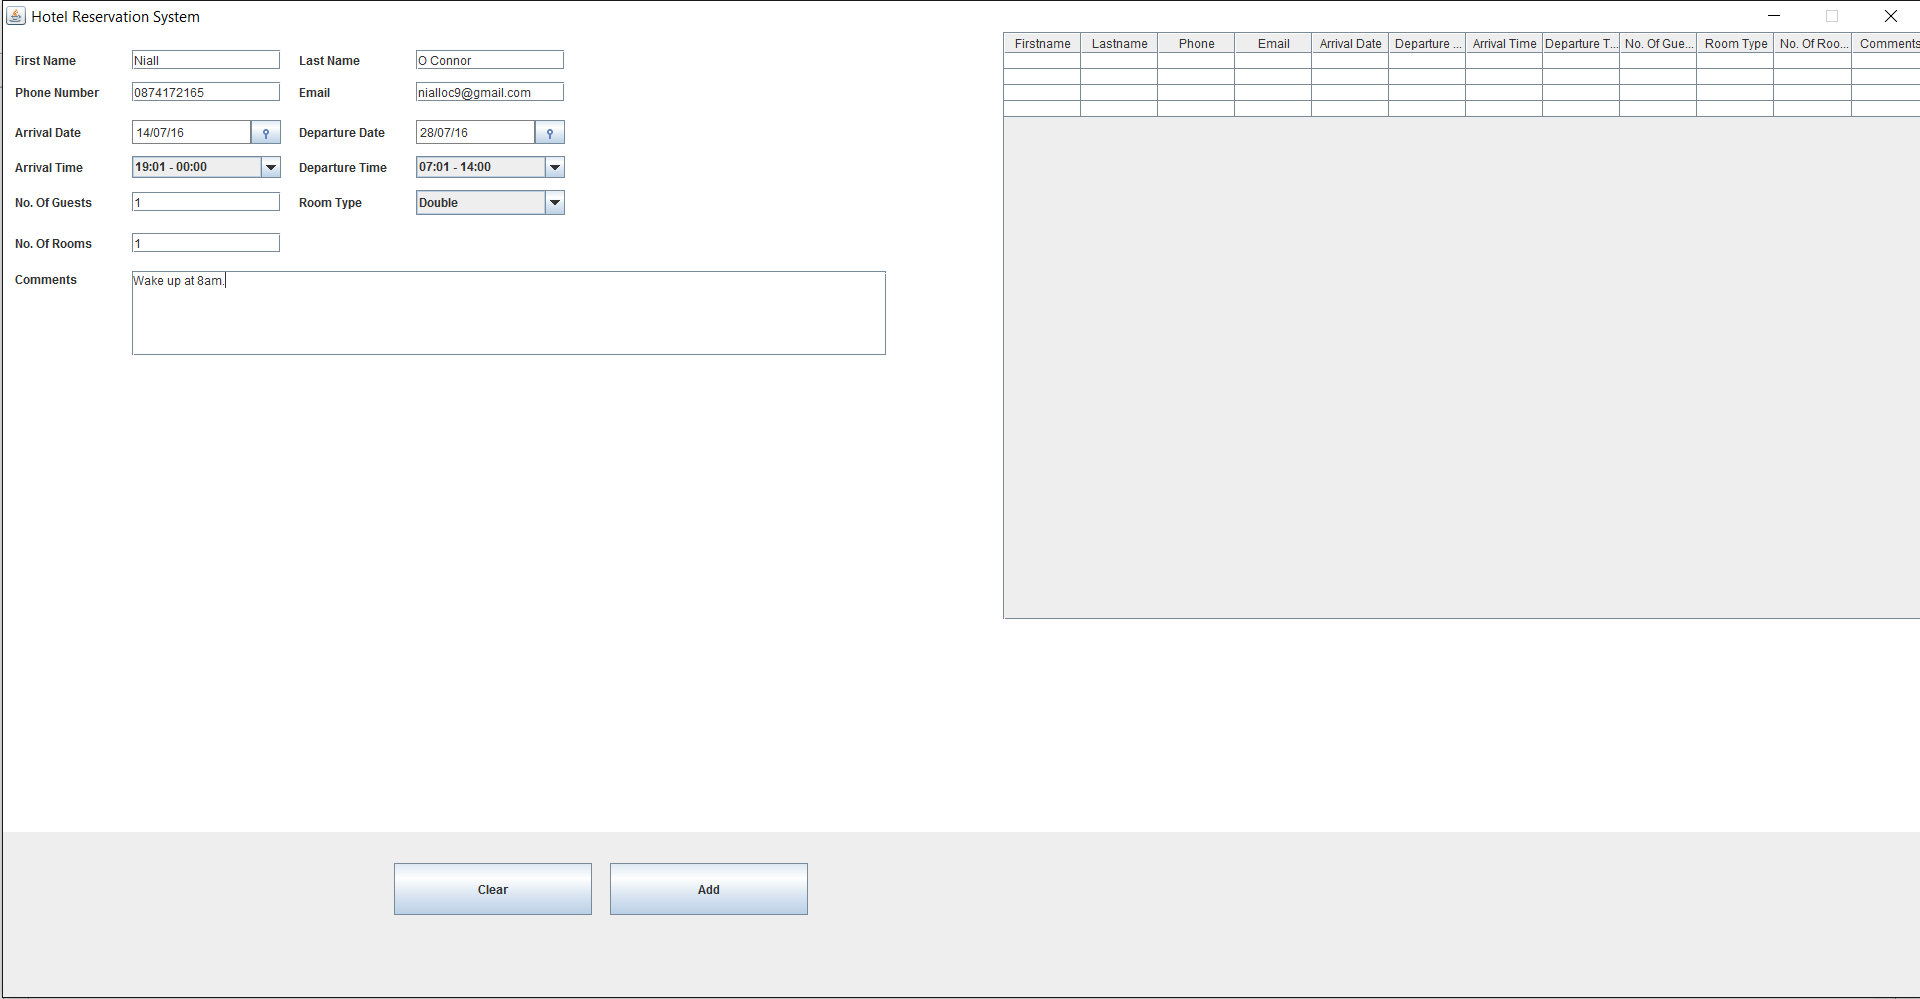 Hotel Reservation System
First Name Niall Last Name O Connor
Phone Number 0874172165 Email nialloc9@gmail.com
Arrival Date 14/07/16 Departure Date 28/07/16
Arrival Time 19:01 - 00:00 Departure Time 07:01 - 14:00
No. Of Guests 1 Room Type Double
No. Of Rooms 1
Comments Wake up at 8am.
Firstname Lastname Phone Email Arrival Date Departure ... Arrival Time Departure T... No. Of Gue... Room Type No. Of Roo... Comments
Clear Add